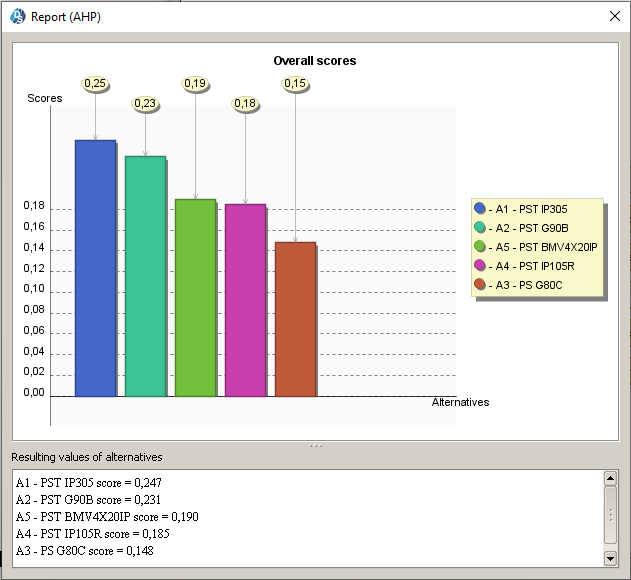 Report (AHP)
Overall scores
0,25
0,23
0,19
0,18
0,15
Scores
0,18
0,16
0,14
0,12
0,10
0,08
0,06
0,04
0,02
0,00
Alternatives
- A1 - PST IP305
- A2 - PST G90B
- A5 - PST BMV4X20IP
- A4 - PST IP105R
- A3 - PS G80C
Resulting values of alternatives
A1 - PST IP305 score = 0,247
A2 - PST G90B score = 0,231
A5 - PST BMV4X20IP score = 0,190
A4 - PST IP105R score = 0,185
A3 - PS G80C score = 0,148